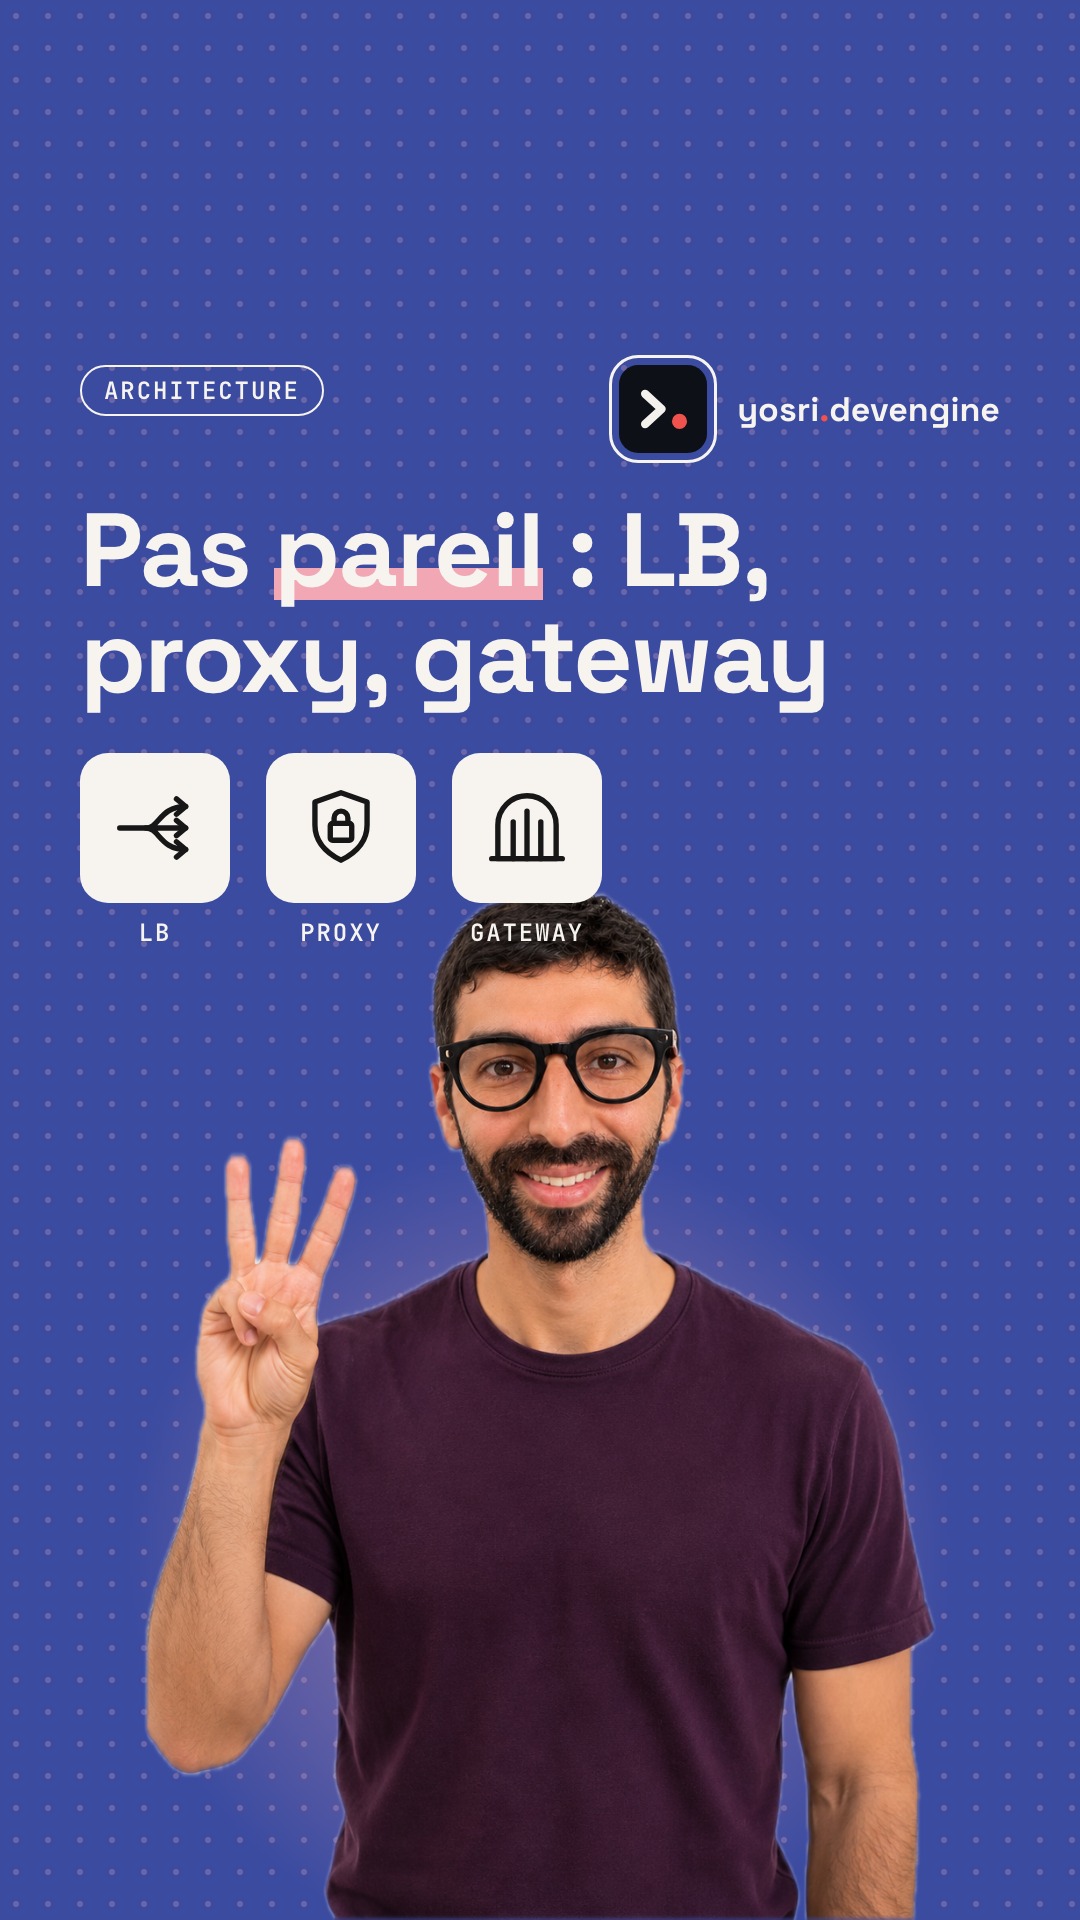 ARCHITECTURE
yosri.devengine
Pas pareil : LB,
proxy, gateway
LB
PROXY
GATEWAY